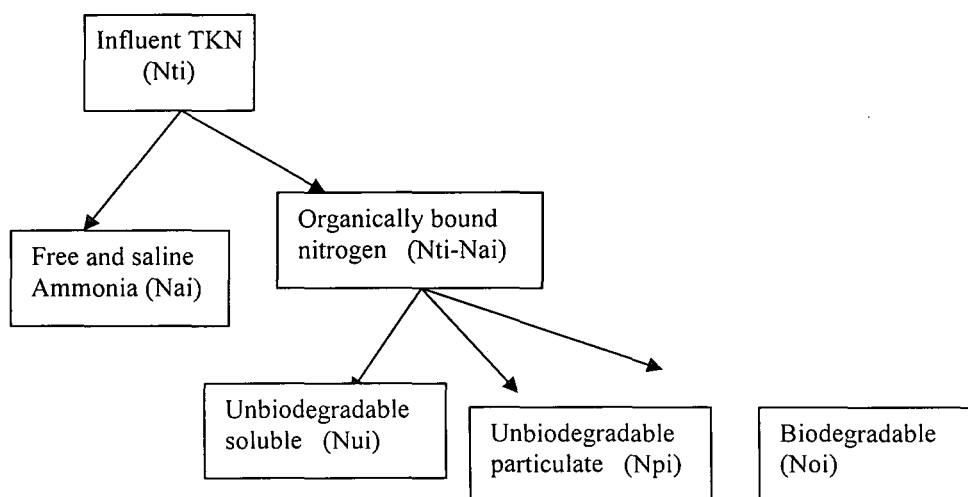 Influent TKN
(Nti)
Free and saline
Ammonia (Nai)
Organically bound
nitrogen (Nti-Nai)
Unbiodegradable
soluble (Nui)
Unbiodegradable
particulate (Npi)
Biodegradable
(Noi)